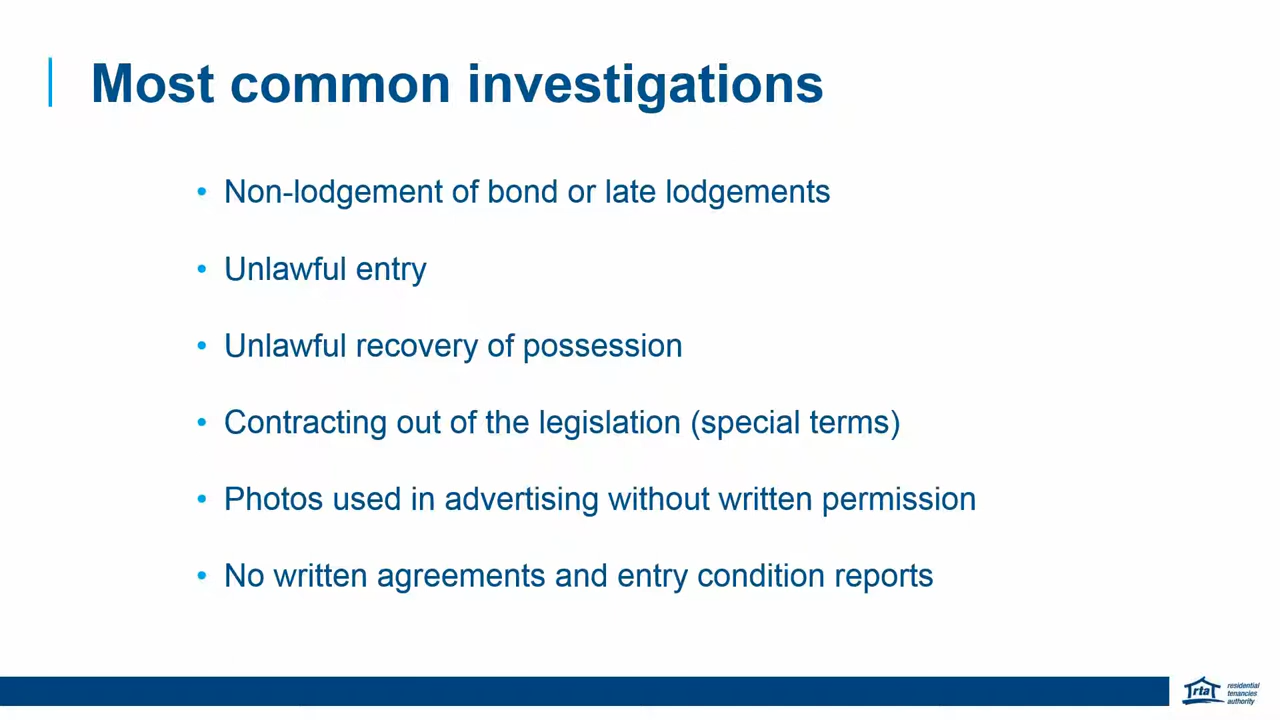 Most common investigations
• Non-lodgement of bond or late lodgements
• Unlawful entry
• Unlawful recovery of possession
• Contracting out of the legislation (special terms)
• Photos used in advertising without written permission
• No written agreements and entry condition reports
rta
residential
tenancies
authority